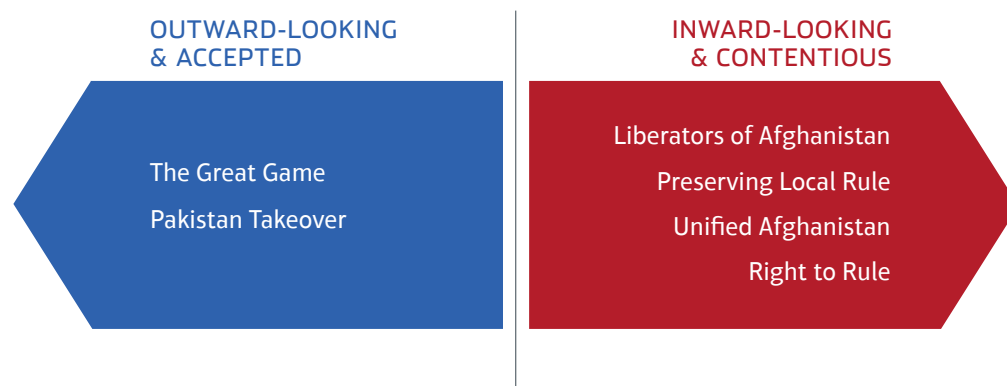 OUTWARD-LOOKING
& ACCEPTED
The Great Game
Pakistan Takeover
INWARD-LOOKING
& CONTENTIOUS
Liberators of Afghanistan
Preserving Local Rule
Unified Afghanistan
Right to Rule